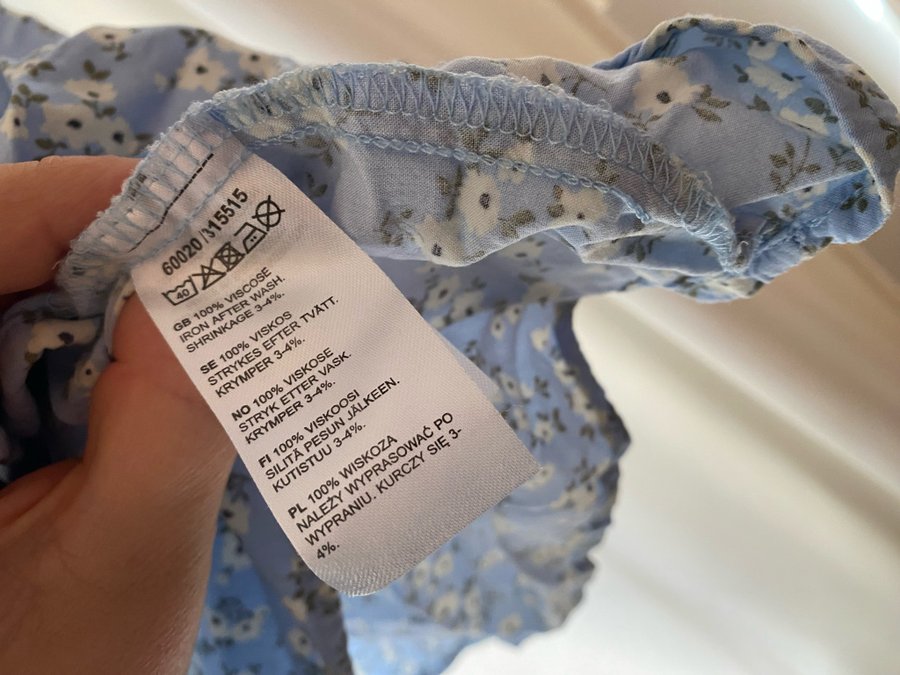 60020 /315515
40
GB 100% VISCOSE
IRON AFTER WASH.
SHRINKAGE 3-4%.
SE 100% VISKOS
STRYKES EFTER TVÄTT.
KRYMPER 3-4%.
NO 100% VISKOSE
STRYK ETTER VASK.
KRYMPER 3-4%.
FI 100% VISKOOSI
SILITÄ PESUN JÄLKEEN.
KUTISTUU 3-4%.
PL 100% WISKOZA
NALEŻY WYPRASOWAĆ PO
WYPRANIU. KURCZY SIĘ 3-
4%.